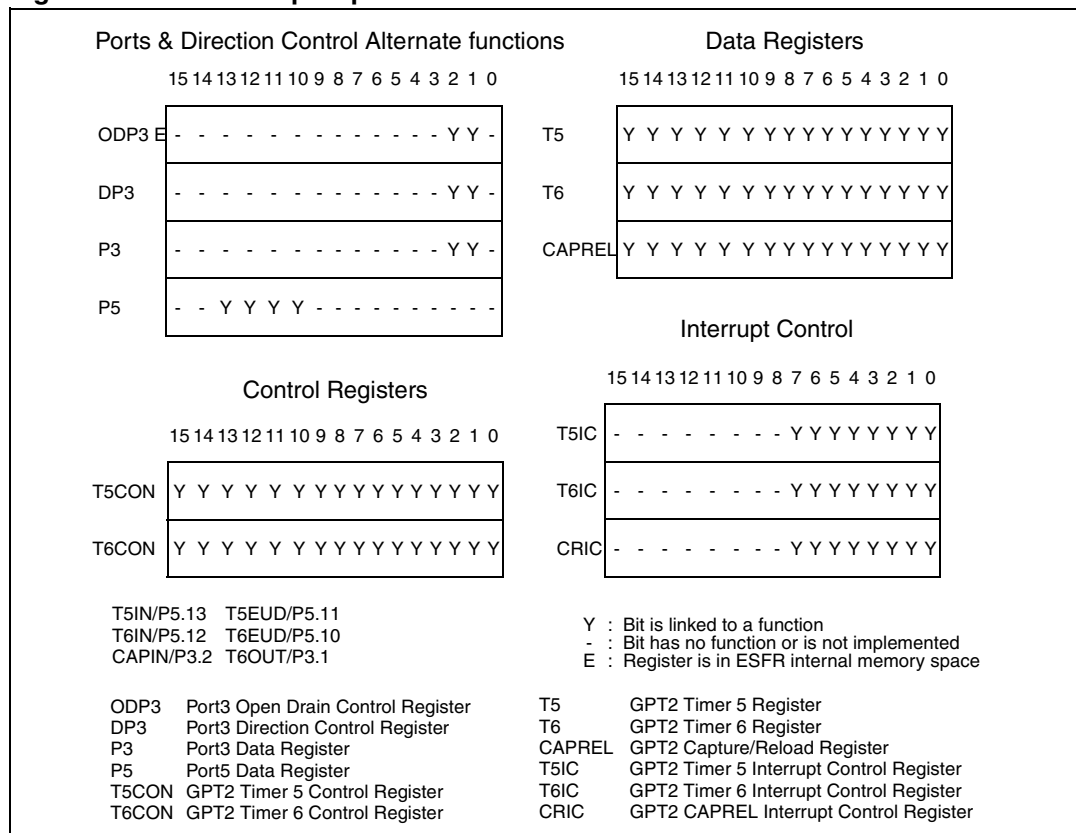 Ports & Direction Control Alternate functions
15 14 13 12 11 10 9 8 7 6 5 4 3 2 1 0
ODP3 E - - - - - - - - - - - - - Y Y -
DP3 - - - - - - - - - - - - - Y Y -
P3 - - - - - - - - - - - - - Y Y -
P5 - - Y Y Y Y - - - - - - - - - -
Data Registers
15 14 13 12 11 10 9 8 7 6 5 4 3 2 1 0
T5 Y Y Y Y Y Y Y Y Y Y Y Y Y Y Y Y
T6 Y Y Y Y Y Y Y Y Y Y Y Y Y Y Y Y
CAPREL Y Y Y Y Y Y Y Y Y Y Y Y Y Y Y Y
Control Registers
15 14 13 12 11 10 9 8 7 6 5 4 3 2 1 0
T5CON Y Y Y Y Y Y Y Y Y Y Y Y Y Y Y Y
T6CON Y Y Y Y Y Y Y Y Y Y Y Y Y Y Y Y
Interrupt Control
15 14 13 12 11 10 9 8 7 6 5 4 3 2 1 0
T5IC - - - - - - - - Y Y Y Y Y Y Y Y
T6IC - - - - - - - - Y Y Y Y Y Y Y Y
CRIC - - - - - - - - Y Y Y Y Y Y Y Y
T5IN/P5.13 T5EUD/P5.11
T6IN/P5.12 T6EUD/P5.10
CAPIN/P3.2 T6OUT/P3.1
Y : Bit is linked to a function
- : Bit has no function or is not implemented
E : Register is in ESFR internal memory space
ODP3 Port3 Open Drain Control Register
DP3 Port3 Direction Control Register
P3 Port3 Data Register
P5 Port5 Data Register
T5CON GPT2 Timer 5 Control Register
T6CON GPT2 Timer 6 Control Register
T5 GPT2 Timer 5 Register
T6 GPT2 Timer 6 Register
CAPREL GPT2 Capture/Reload Register
T5IC GPT2 Timer 5 Interrupt Control Register
T6IC GPT2 Timer 6 Interrupt Control Register
CRIC GPT2 CAPREL Interrupt Control Register